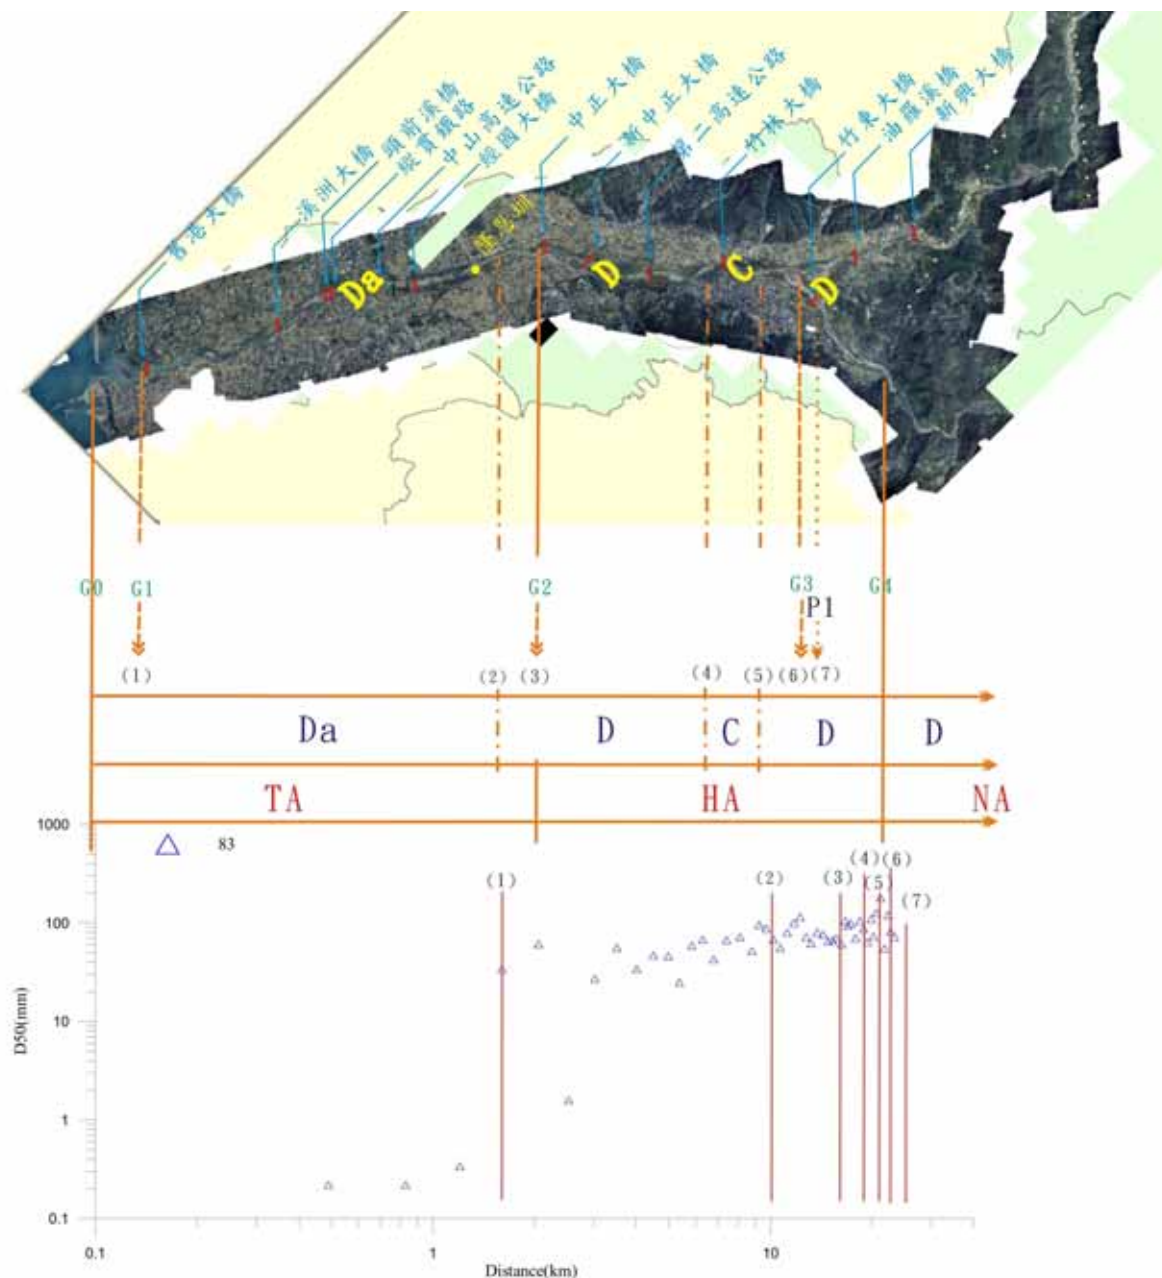 舊港大橋
溪洲大橋
頭前溪橋
縱貫鐵路
中山高速公路
經國大橋
隆恩圳
中正大橋
新中正大橋
第二高速公路
竹林大橋
竹東大橋
油羅溪橋
新興大橋
Da
D
C
D
G0 G1 G2 G3 G4
P1
(1) (2) (3) (4) (5) (6) (7)
Da D C D D
TA HA NA
1000
100
10
1
0.1
D50(mm)
83
(1) (2) (3) (4) (5) (6) (7)
0.1 1 10
Distance(km)